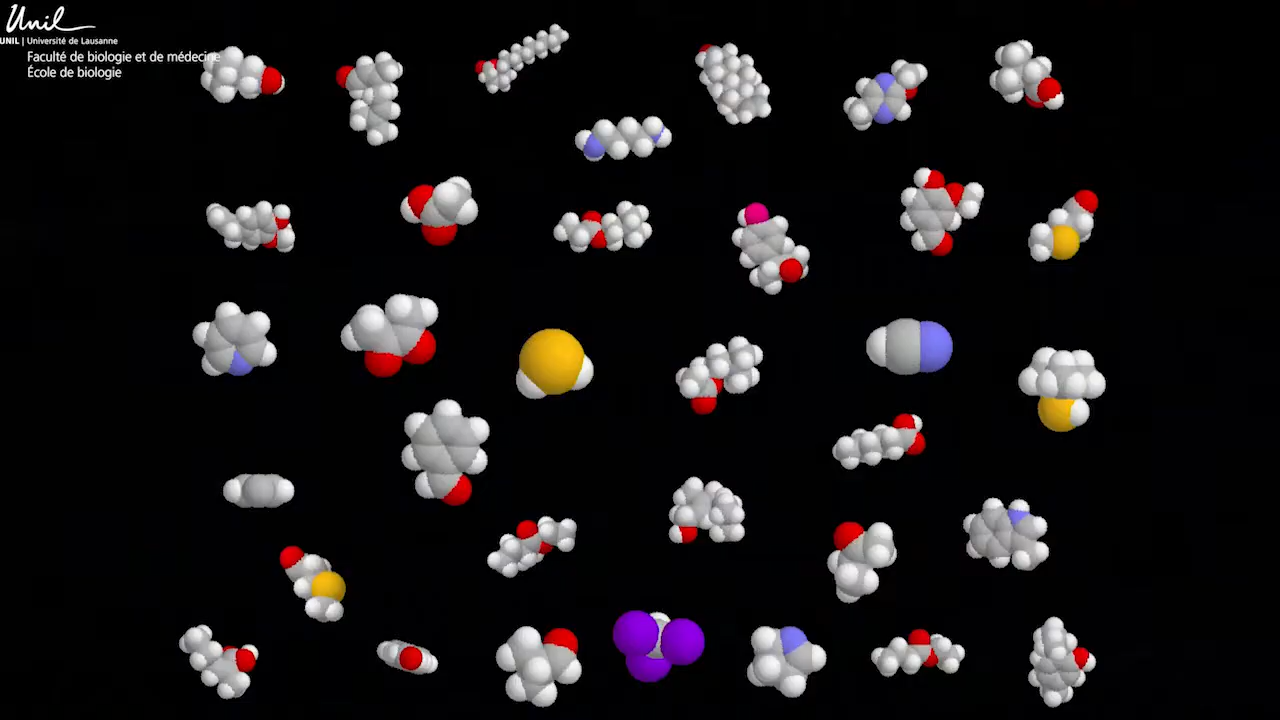 Unil
UNIL | Université de Lausanne
Faculté de biologie et de médecine
École de biologie